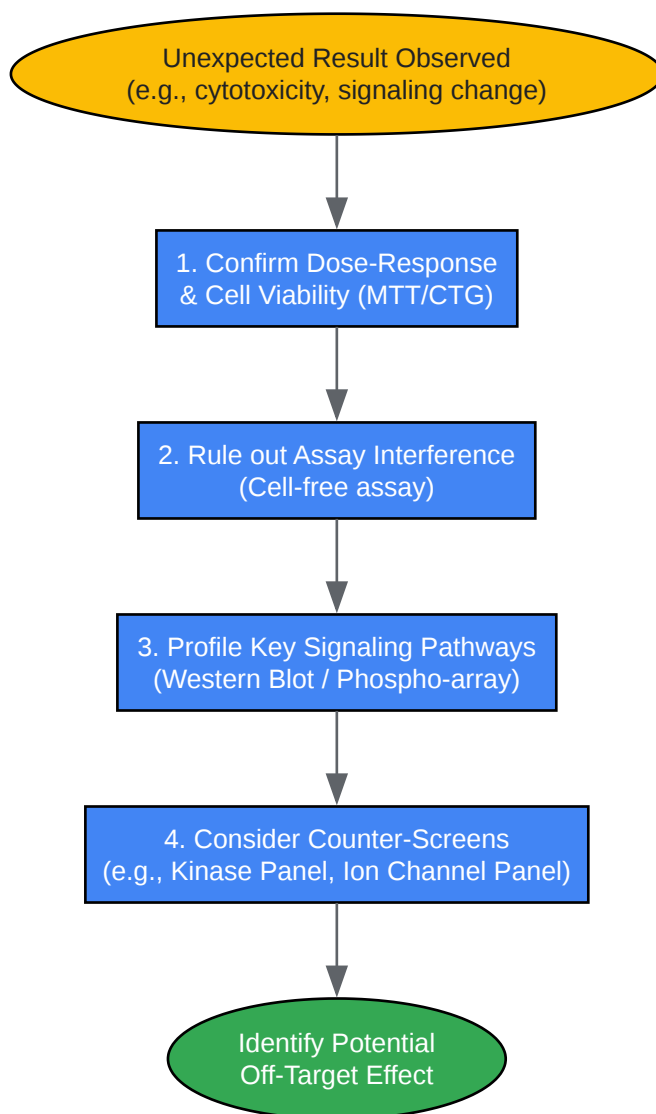 Unexpected Result Observed
(e.g., cytotoxicity, signaling change)
1. Confirm Dose-Response
& Cell Viability (MTT/CTG)
2. Rule out Assay Interference
(Cell-free assay)
3. Profile Key Signaling Pathways
(Western Blot / Phospho-array)
4. Consider Counter-Screens
(e.g., Kinase Panel, Ion Channel Panel)
Identify Potential
Off-Target Effect